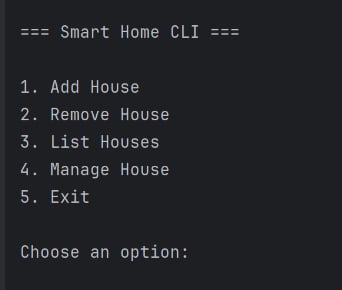 === Smart Home CLI ===
1. Add House
2. Remove House
3. List Houses
4. Manage House
5. Exit
Choose an option: